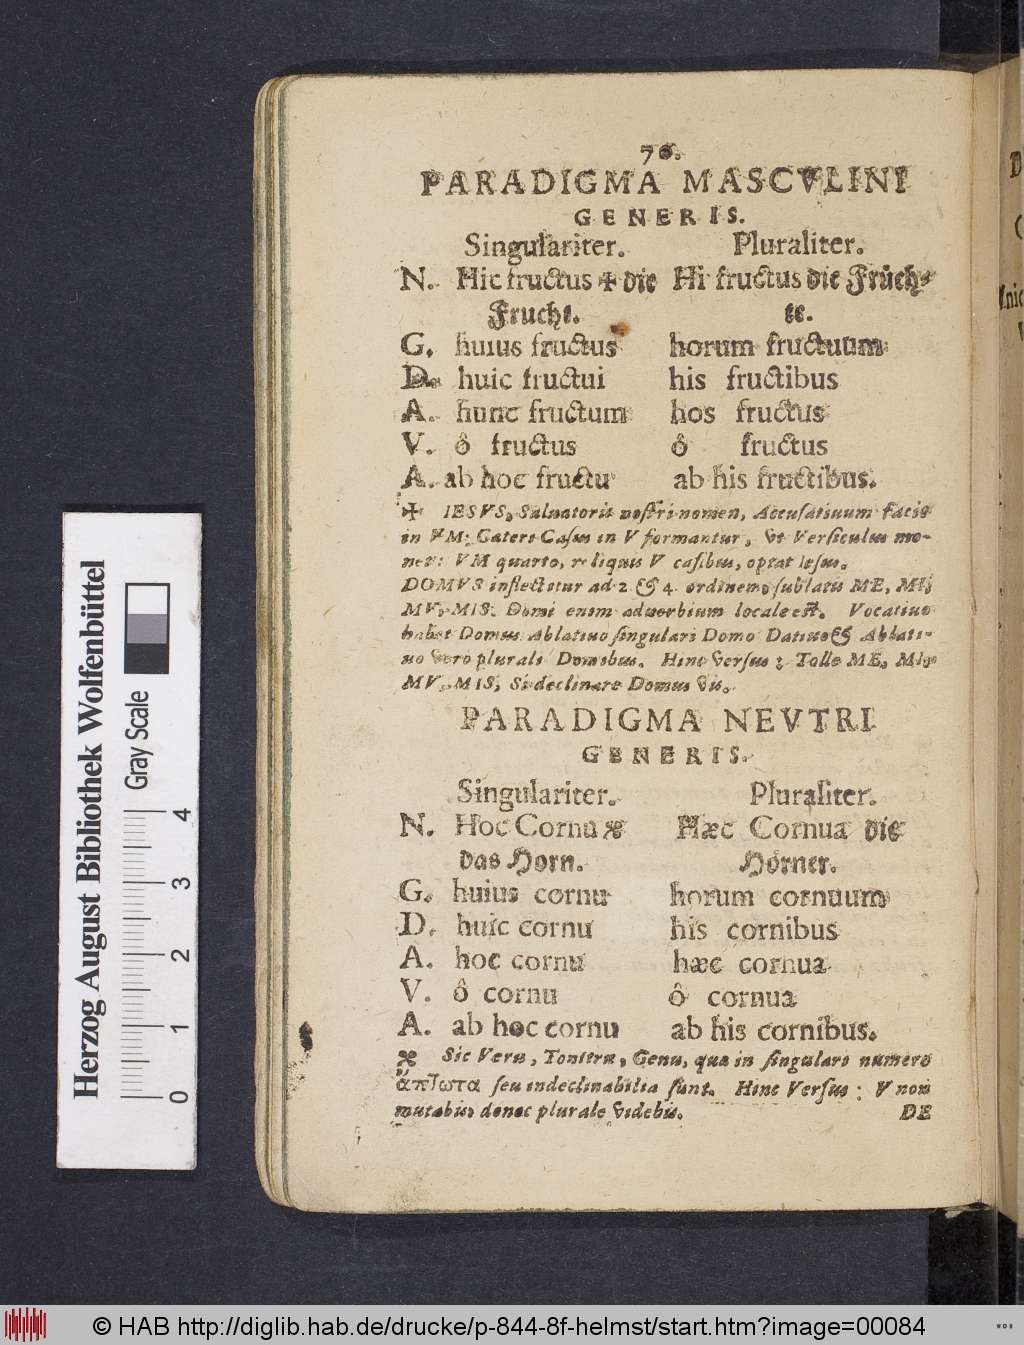 70.
PARADIGMA MASCVLINI
GENERIS.
Singulariter. Pluraliter.
N. Hic fructus ✠ die Hi fructus die Früch-
Frucht. te.
G. huius fructus horum fructuum
D. huic fructui his fructibus
A. hunc fructum hos fructus
V. ô fructus ô fructus
A. ab hoc fructu ab his fructibus.
✠ IESVS, Saluatoris nostri nomen, Accusatiuum facit
in VM: Cateri Casus in V formantur, vt Versiculus mo-
net: VM quarto, reliquis V casibus, optat Iesus.
DOMVS inflectitur ad 2 & 4 ordinem, sublatis ME, MI,
MV, MIS. Domi enim aduerbium locale est. Vocatiuo
habet Domus Ablatiuo singulari Domo Datiuo & Ablati-
uo vero plurali Domibus. Hinc versus: Tolle ME, MI,
MV, MIS, Si declinare Domus vis.
PARADIGMA NEVTRI
GENERIS.
Singulariter. Pluraliter.
N. Hoc Cornu ※ Hæc Cornua die
das Horn. Hörner.
G. huius cornu horum cornuum
D. huic cornu his cornibus
A. hoc cornu hæc cornua
V. ô cornu ô cornua
A. ab hoc cornu ab his cornibus.
※ Sic Veru, Tonitru, Genu, qua in singulari numero
ἄπτωτα seu indeclinabilia sunt. Hinc Versus: V non
mutabis donec plurale videbis. DE
Herzog August Bibliothek Wolfenbüttel
Gray Scale
0 1 2 3 4
© HAB http://diglib.hab.de/drucke/p-844-8f-helmst/start.htm?image=00084